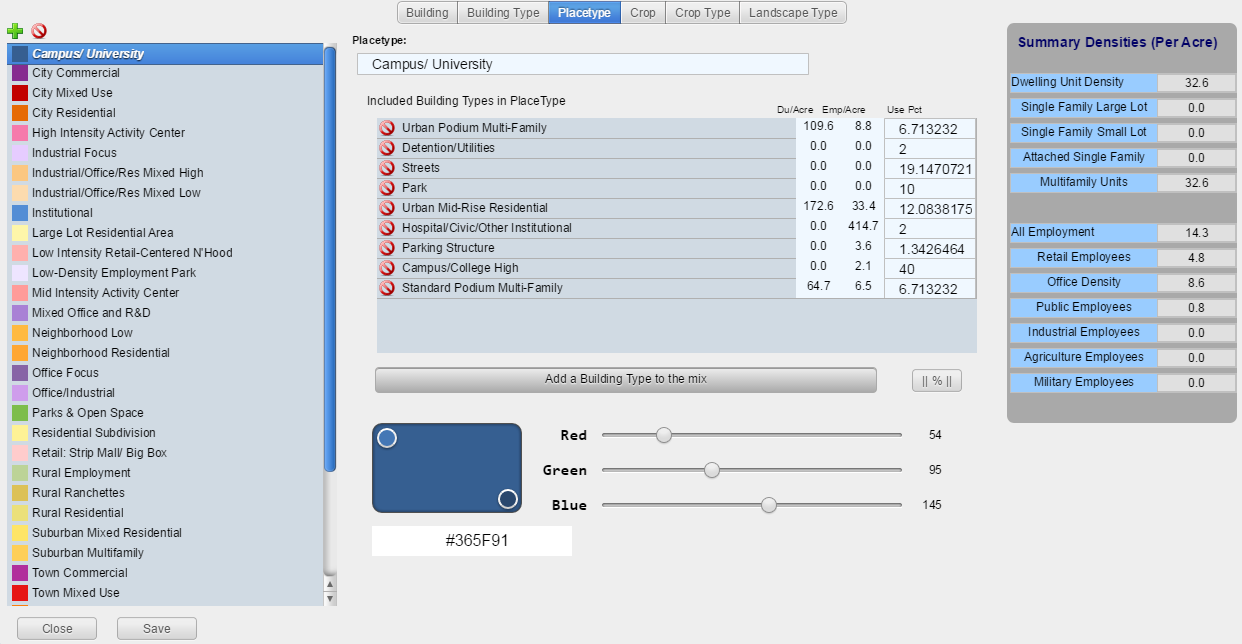 Building Building Type Placetype Crop Crop Type Landscape Type
Campus/ University
City Commercial
City Mixed Use
City Residential
High Intensity Activity Center
Industrial Focus
Industrial/Office/Res Mixed High
Industrial/Office/Res Mixed Low
Institutional
Large Lot Residential Area
Low Intensity Retail-Centered N'Hood
Low-Density Employment Park
Mid Intensity Activity Center
Mixed Office and R&D
Neighborhood Low
Neighborhood Residential
Office Focus
Office/Industrial
Parks & Open Space
Residential Subdivision
Retail: Strip Mall/ Big Box
Rural Employment
Rural Ranchettes
Rural Residential
Suburban Mixed Residential
Suburban Multifamily
Town Commercial
Town Mixed Use
Close Save
Placetype:
Campus/ University
Included Building Types in PlaceType
Du/Acre Emp/Acre Use Pct
Urban Podium Multi-Family 109.6 8.8 6.713232
Detention/Utilities 0.0 0.0 2
Streets 0.0 0.0 19.1470721
Park 0.0 0.0 10
Urban Mid-Rise Residential 172.6 33.4 12.0838175
Hospital/Civic/Other Institutional 0.0 414.7 2
Parking Structure 0.0 3.6 1.3426464
Campus/College High 0.0 2.1 40
Standard Podium Multi-Family 64.7 6.5 6.713232
Add a Building Type to the mix || % ||
Red 54
Green 95
Blue 145
#365F91
Summary Densities (Per Acre)
Dwelling Unit Density 32.6
Single Family Large Lot 0.0
Single Family Small Lot 0.0
Attached Single Family 0.0
Multifamily Units 32.6
All Employment 14.3
Retail Employees 4.8
Office Density 8.6
Public Employees 0.8
Industrial Employees 0.0
Agriculture Employees 0.0
Military Employees 0.0